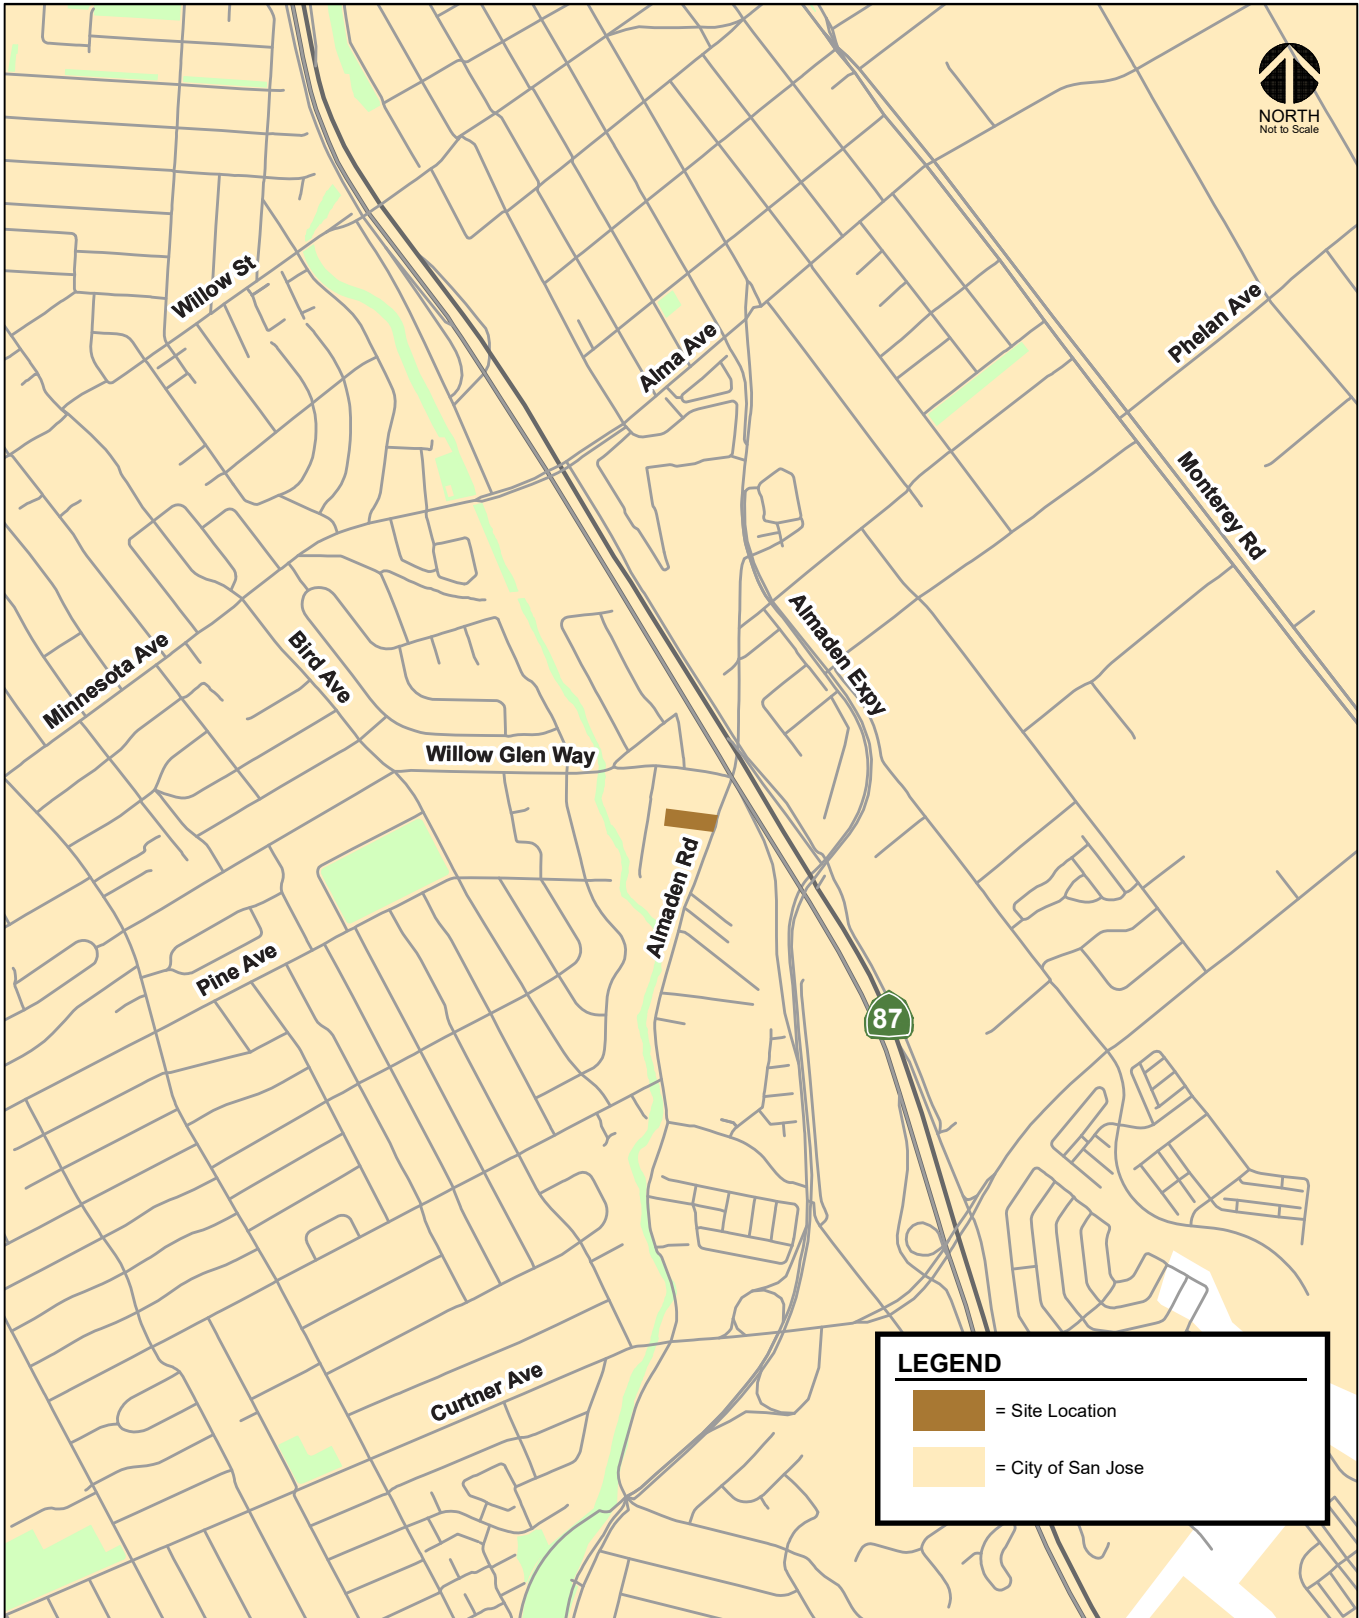 NORTH
Not to Scale
Willow St
Phelan Ave
Alma Ave
Monterey Rd
Almaden Expy
Minnesota Ave
Bird Ave
Willow Glen Way
Almaden Rd
Pine Ave
87
Curtner Ave
LEGEND
= Site Location
= City of San Jose